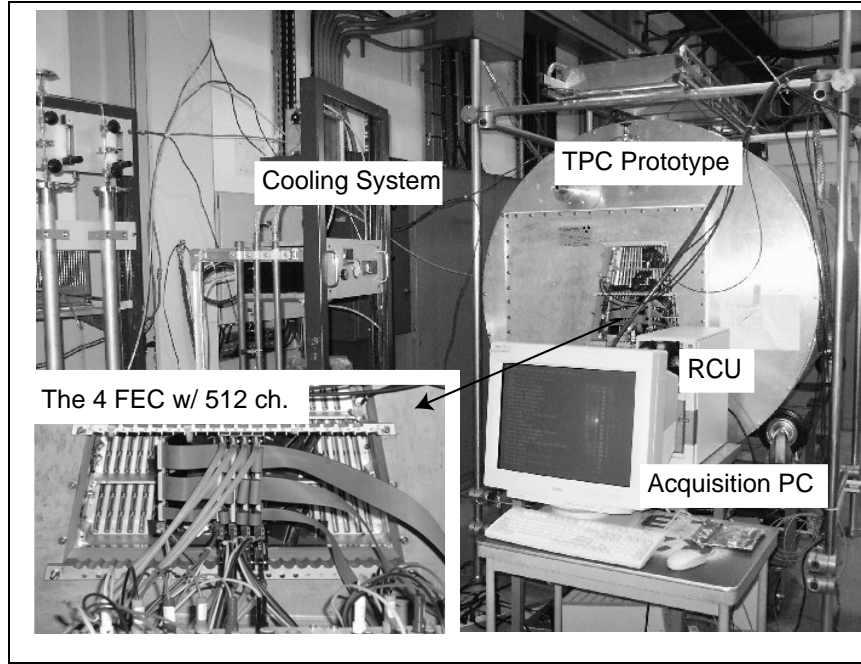 Cooling System
TPC Prototype
RCU
The 4 FEC w/ 512 ch.
Acquisition PC